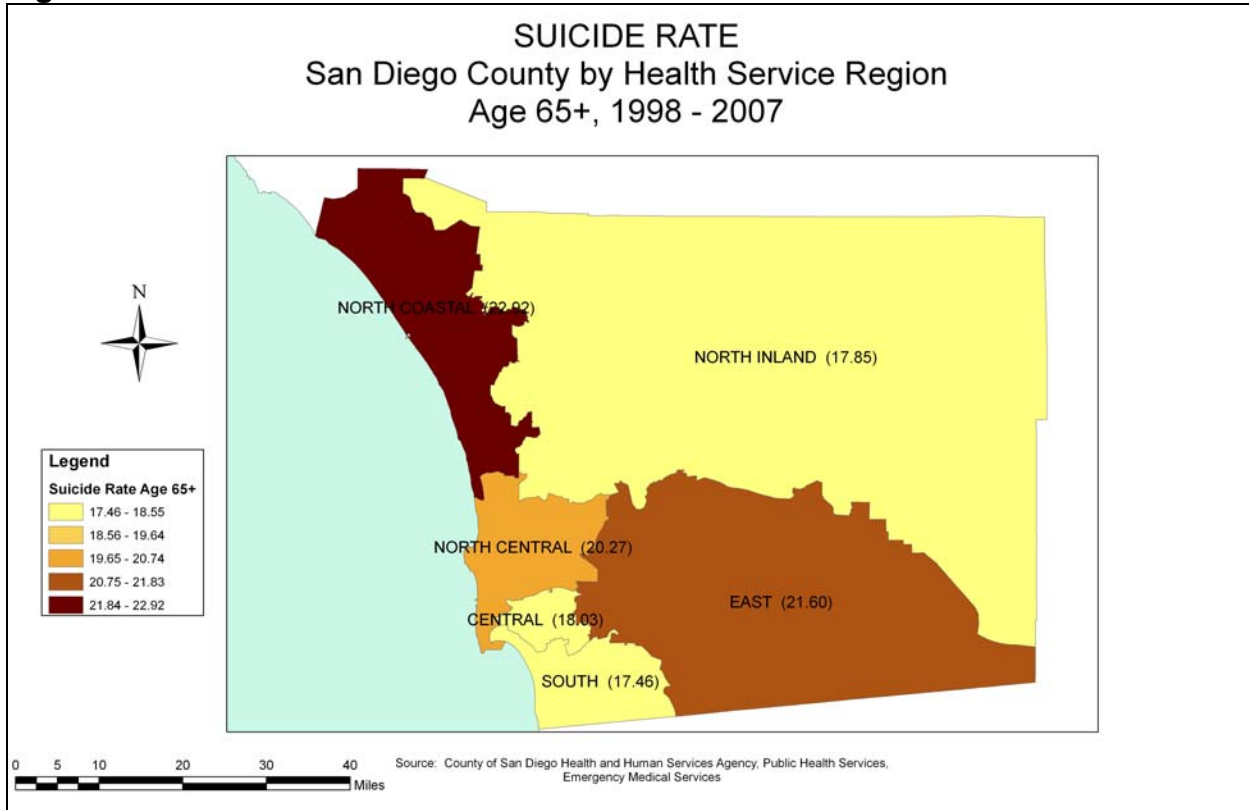 SUICIDE RATE
San Diego County by Health Service Region
Age 65+, 1998 - 2007
N
NORTH COASTAL (22.92)
NORTH INLAND (17.85)
Legend
Suicide Rate Age 65+
17.46 - 18.55
18.56 - 19.64
19.65 - 20.74
20.75 - 21.83
21.84 - 22.92
NORTH CENTRAL (20.27)
EAST (21.60)
CENTRAL (18.03)
SOUTH (17.46)
0 5 10 20 30 40
Miles
Source: County of San Diego Health and Human Services Agency, Public Health Services,
Emergency Medical Services